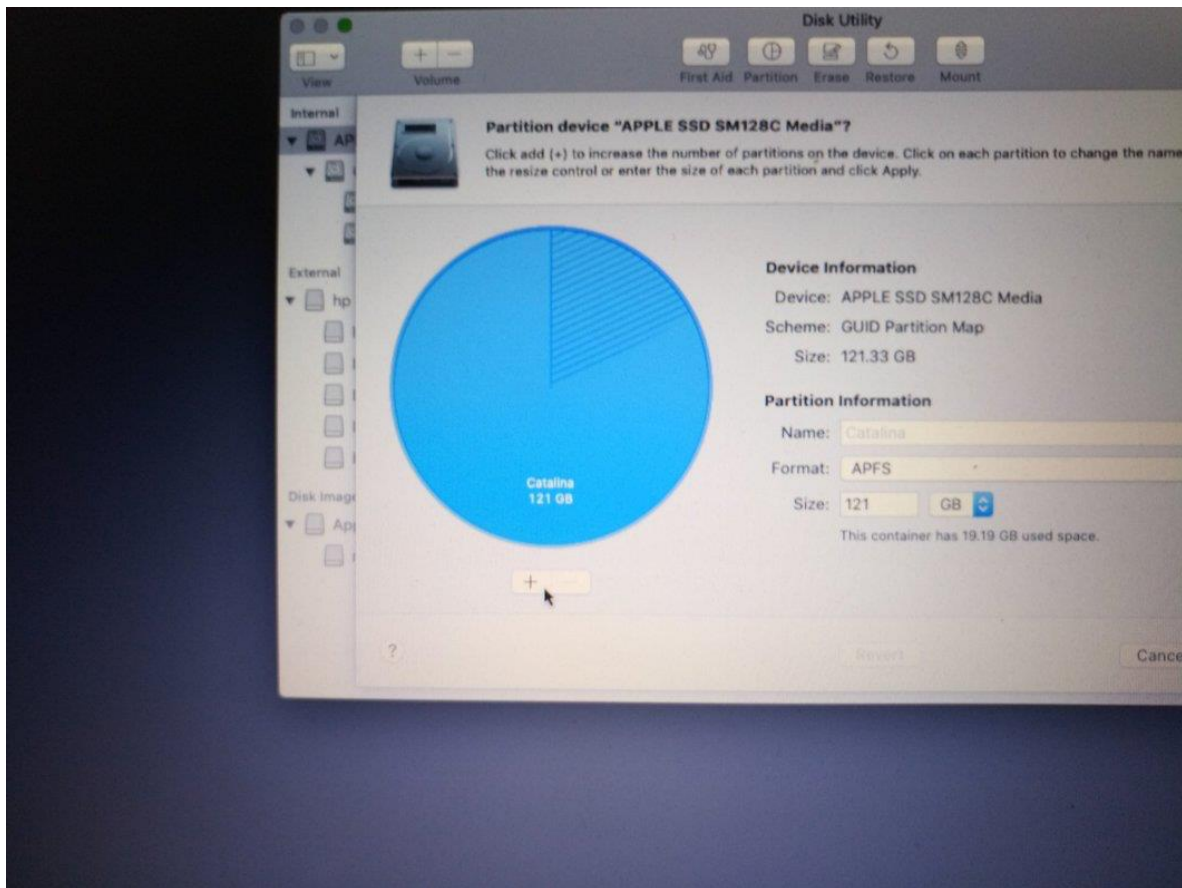 Disk Utility
View
Volume
First Aid Partition Erase Restore Mount
Internal
AP
Partition device "APPLE SSD SM128C Media"?
Click add (+) to increase the number of partitions on the device. Click on each partition to change the name
the resize control or enter the size of each partition and click Apply.
External
hp
Disk Image
Ap
Catalina
121 GB
+
Device Information
Device: APPLE SSD SM128C Media
Scheme: GUID Partition Map
Size: 121.33 GB
Partition Information
Name: Catalina
Format: APFS
Size: 121 GB
This container has 19.19 GB used space.
?
Revert
Cance